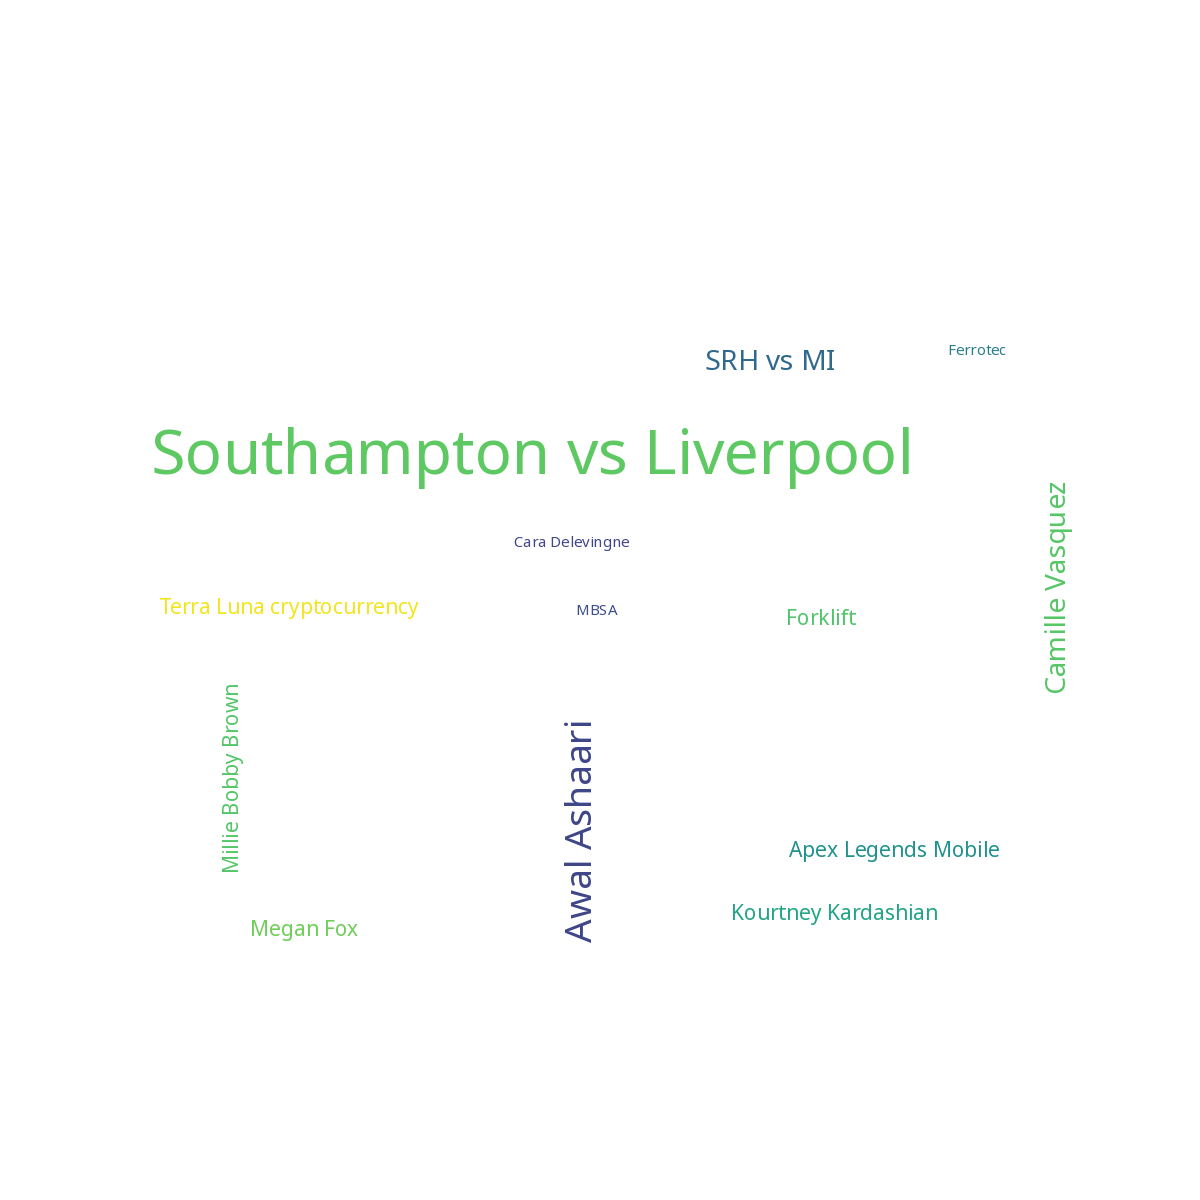 SRH vs MI
Ferrotec
Southampton vs Liverpool
Camille Vasquez
Cara Delevingne
Terra Luna cryptocurrency
MBSA
Forklift
Millie Bobby Brown
Awal Ashaari
Apex Legends Mobile
Kourtney Kardashian
Megan Fox